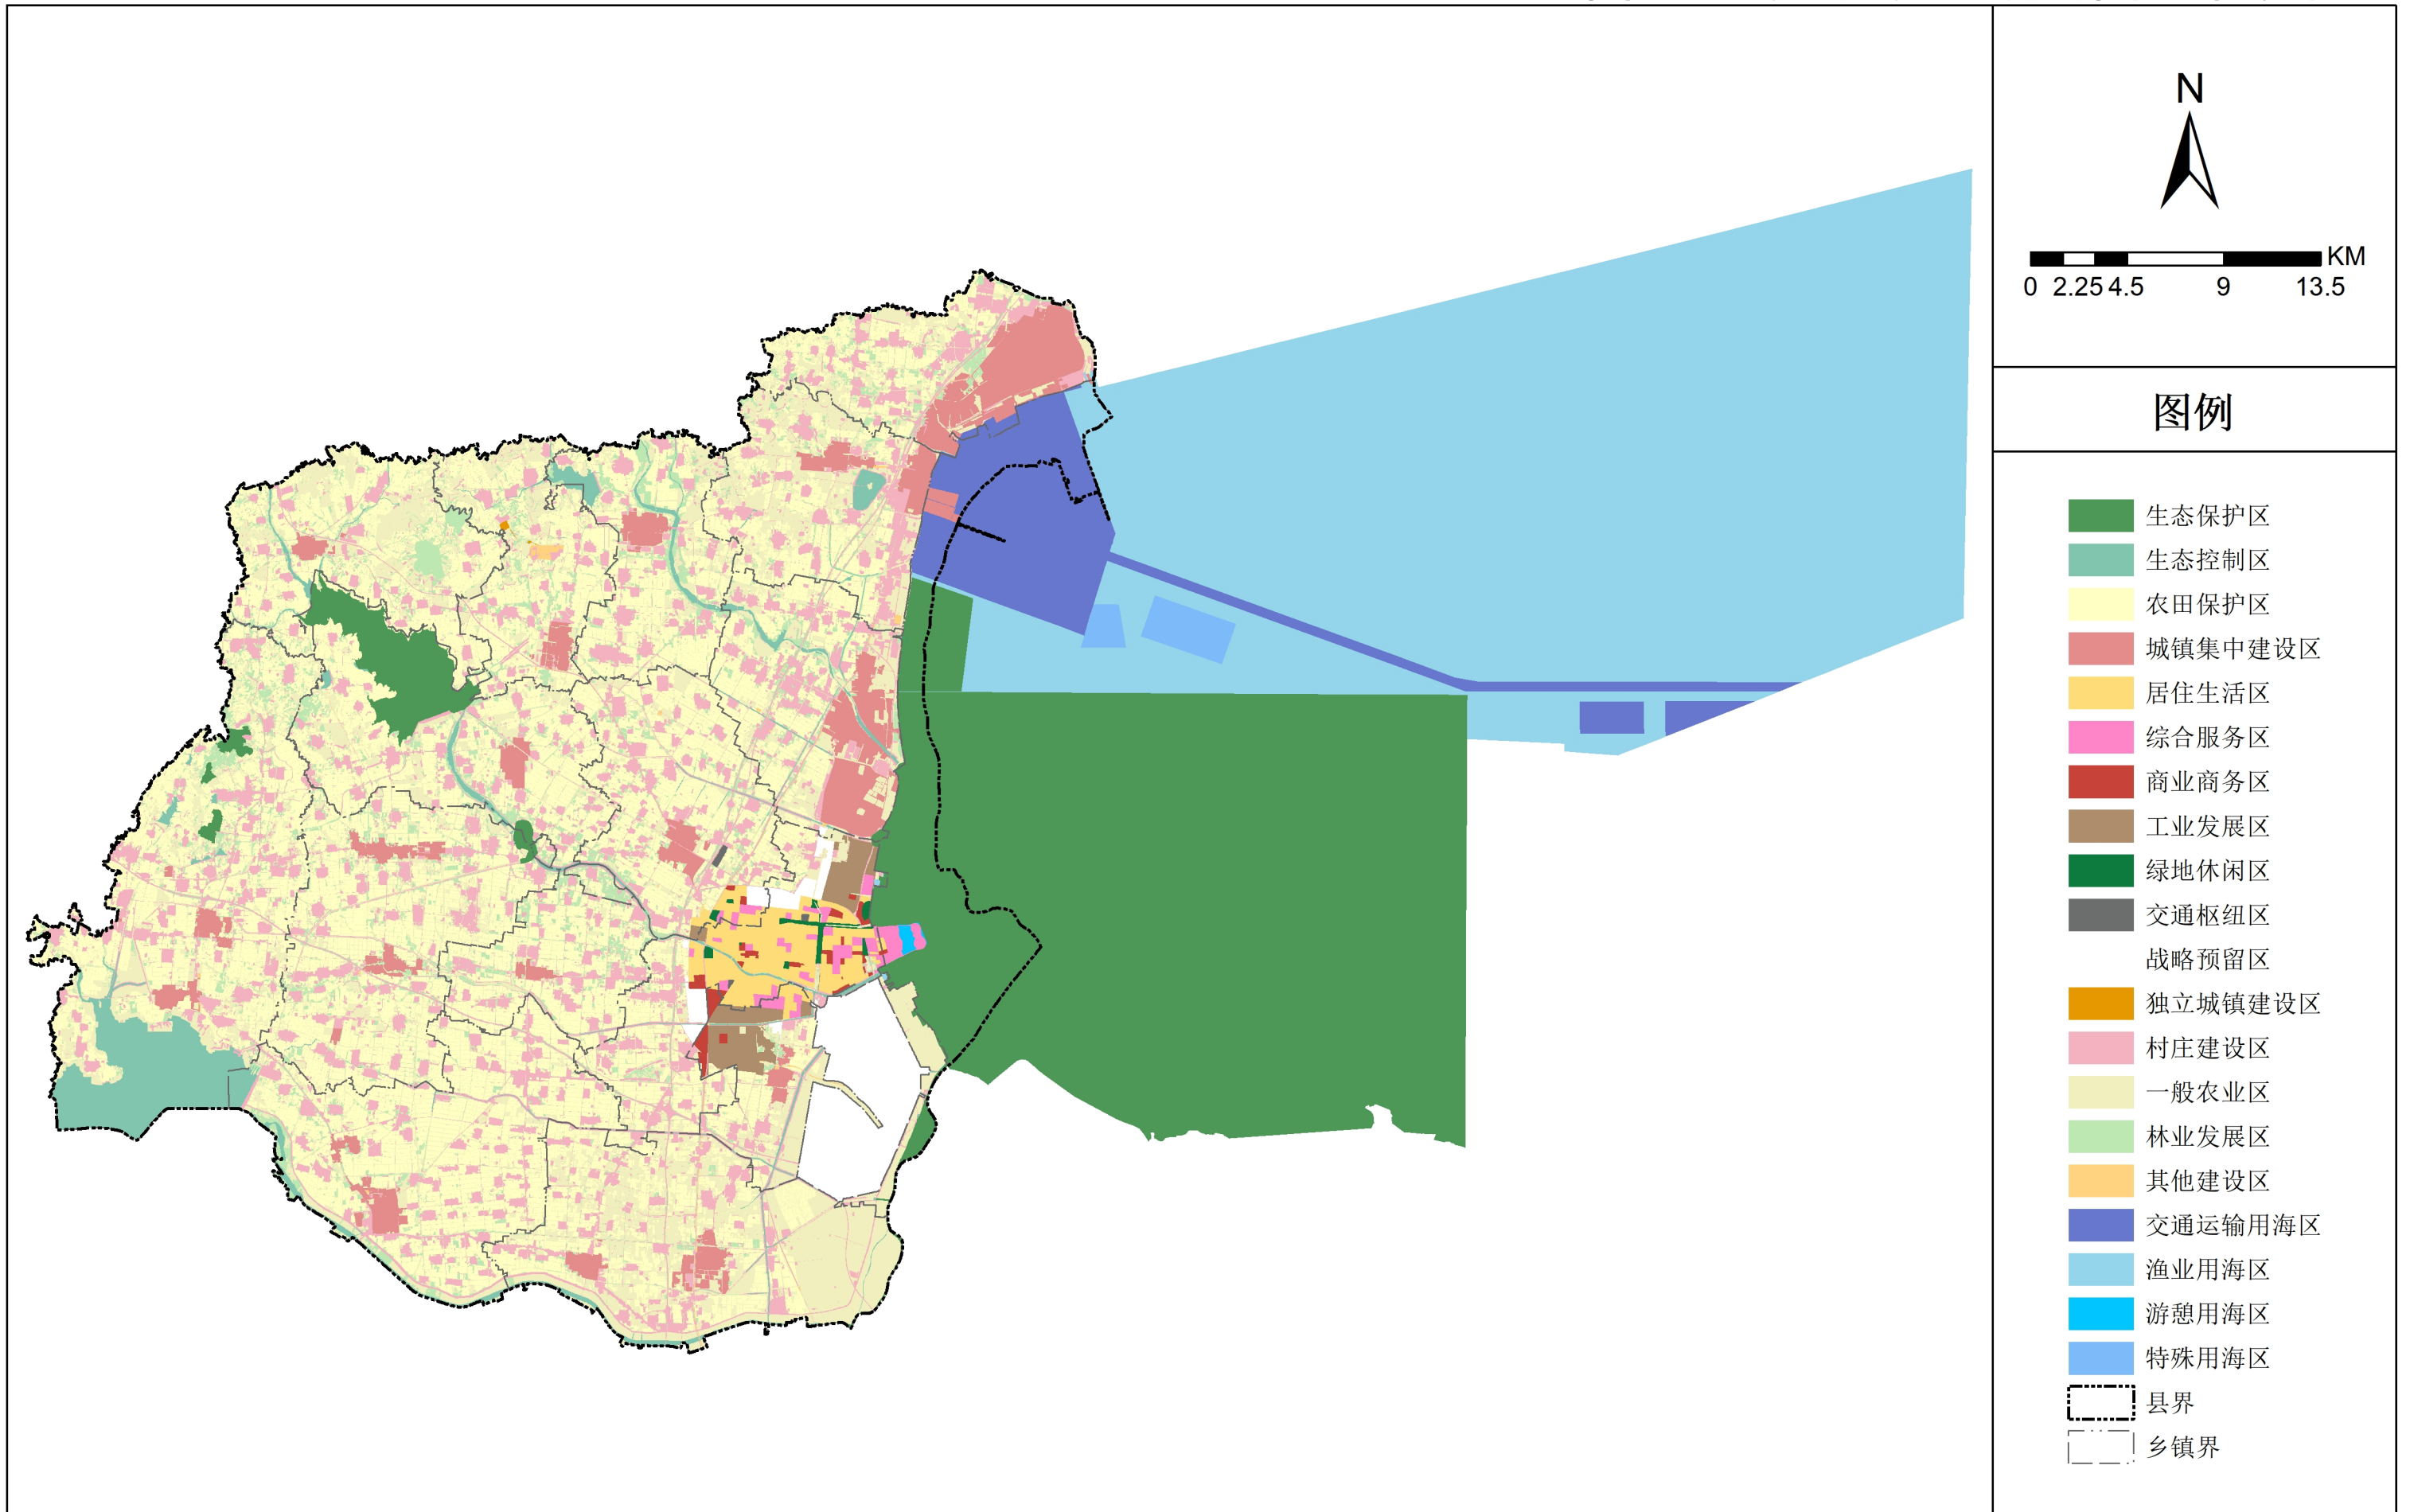 N
KM
0 2.25 4.5 9 13.5
图例
生态保护区
生态控制区
农田保护区
城镇集中建设区
居住生活区
综合服务区
商业商务区
工业发展区
绿地休闲区
交通枢纽区
战略预留区
独立城镇建设区
村庄建设区
一般农业区
林业发展区
其他建设区
交通运输用海区
渔业用海区
游憩用海区
特殊用海区
县界
乡镇界